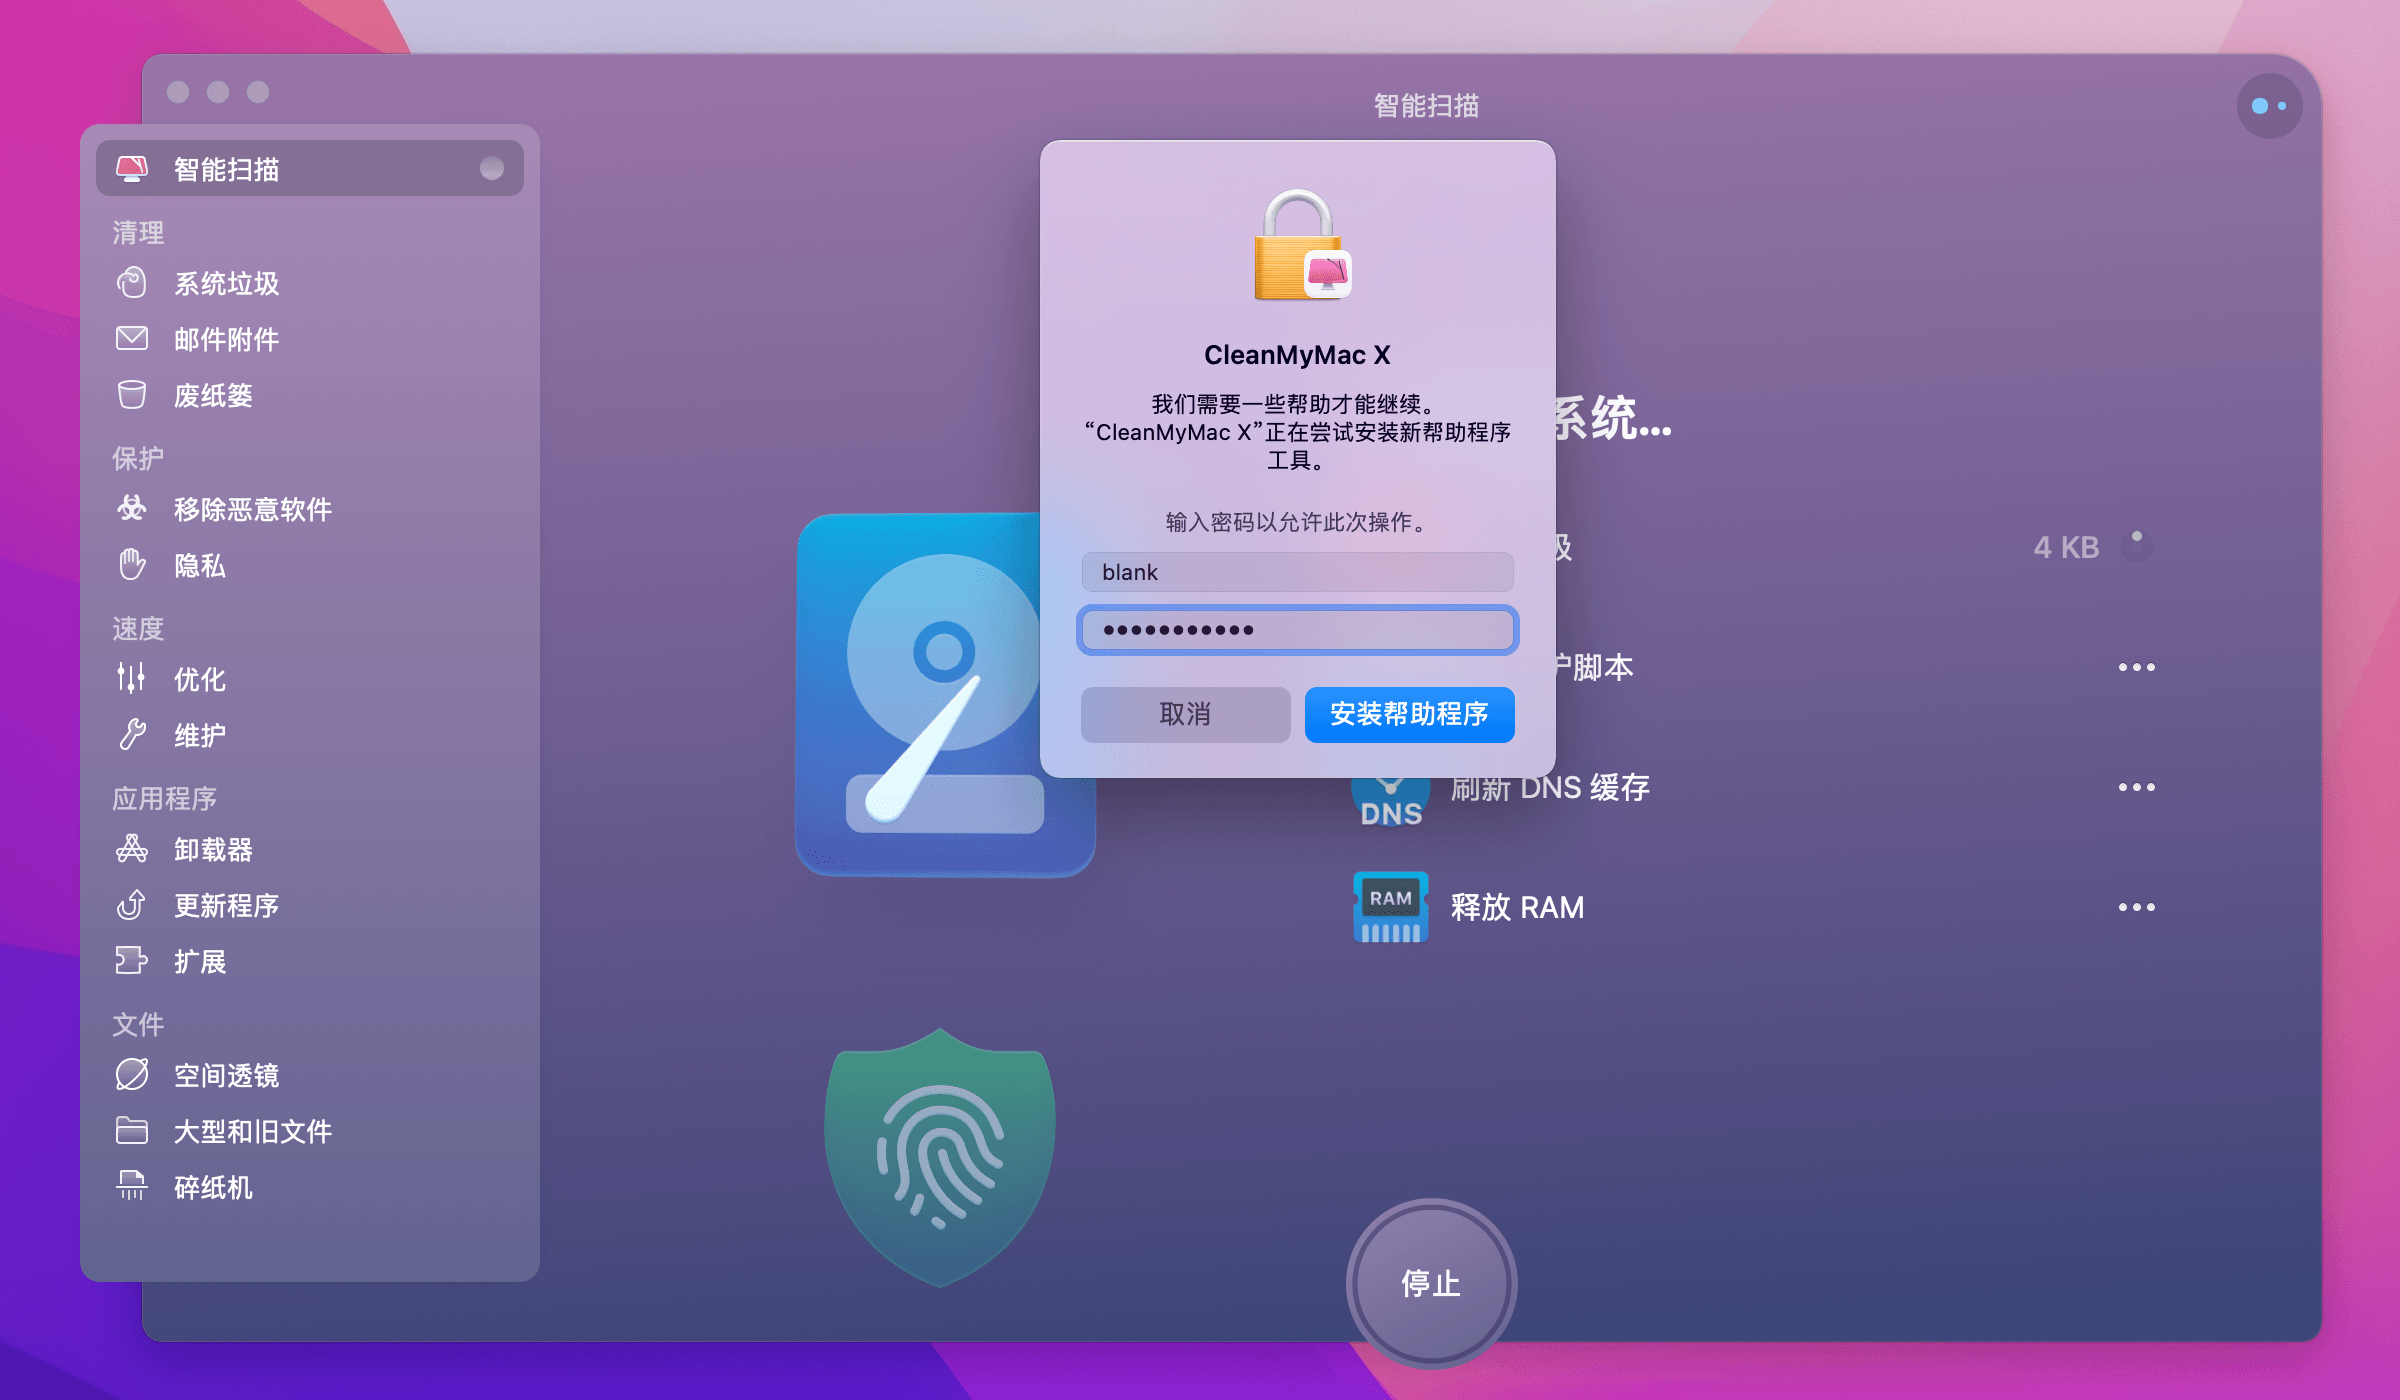 智能扫描
智能扫描
清理
系统垃圾
邮件附件
废纸篓
保护
移除恶意软件
隐私
速度
优化
维护
应用程序
卸载器
更新程序
扩展
文件
空间透镜
大型和旧文件
碎纸机
CleanMyMac X
我们需要一些帮助才能继续。
“CleanMyMac X”正在尝试安装新帮助程序
工具。
输入密码以允许此次操作。
blank
•••••••••••
取消
安装帮助程序
系统...
4 KB
脚本
DNS
刷新 DNS 缓存
RAM
释放 RAM
停止